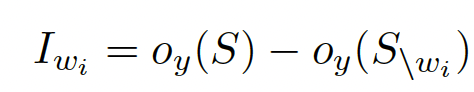 I_{w_i} = o_y(S) − o_y(S_{\setminus w_i})